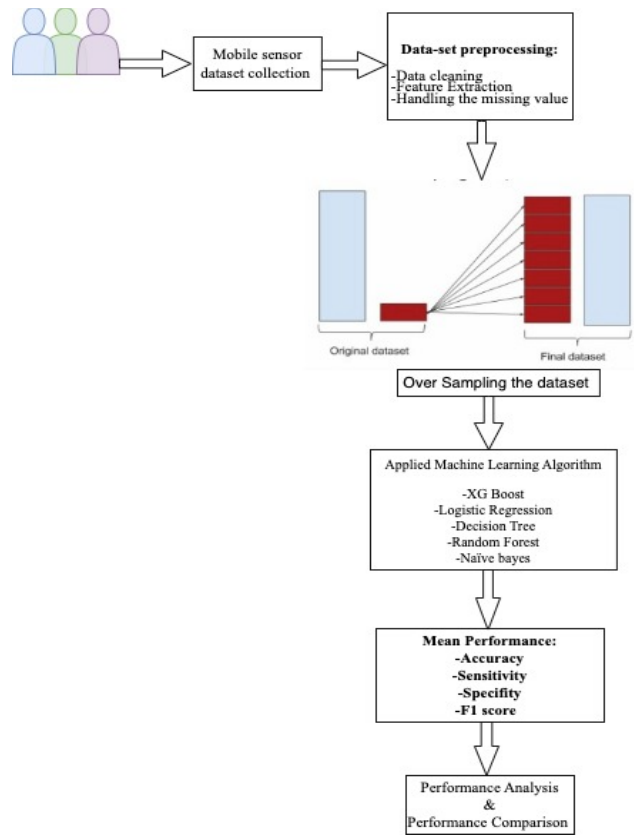 Mobile sensor
dataset collection
Data-set preprocessing:
-Data cleaning
-Feature Extraction
-Handling the missing value
Original dataset
Final dataset
Over Sampling the dataset
Applied Machine Learning Algorithm
-XG Boost
-Logistic Regression
-Decision Tree
-Random Forest
-Naïve bayes
Mean Performance:
-Accuracy
-Sensitivity
-Specifity
-F1 score
Performance Analysis
&
Performance Comparison